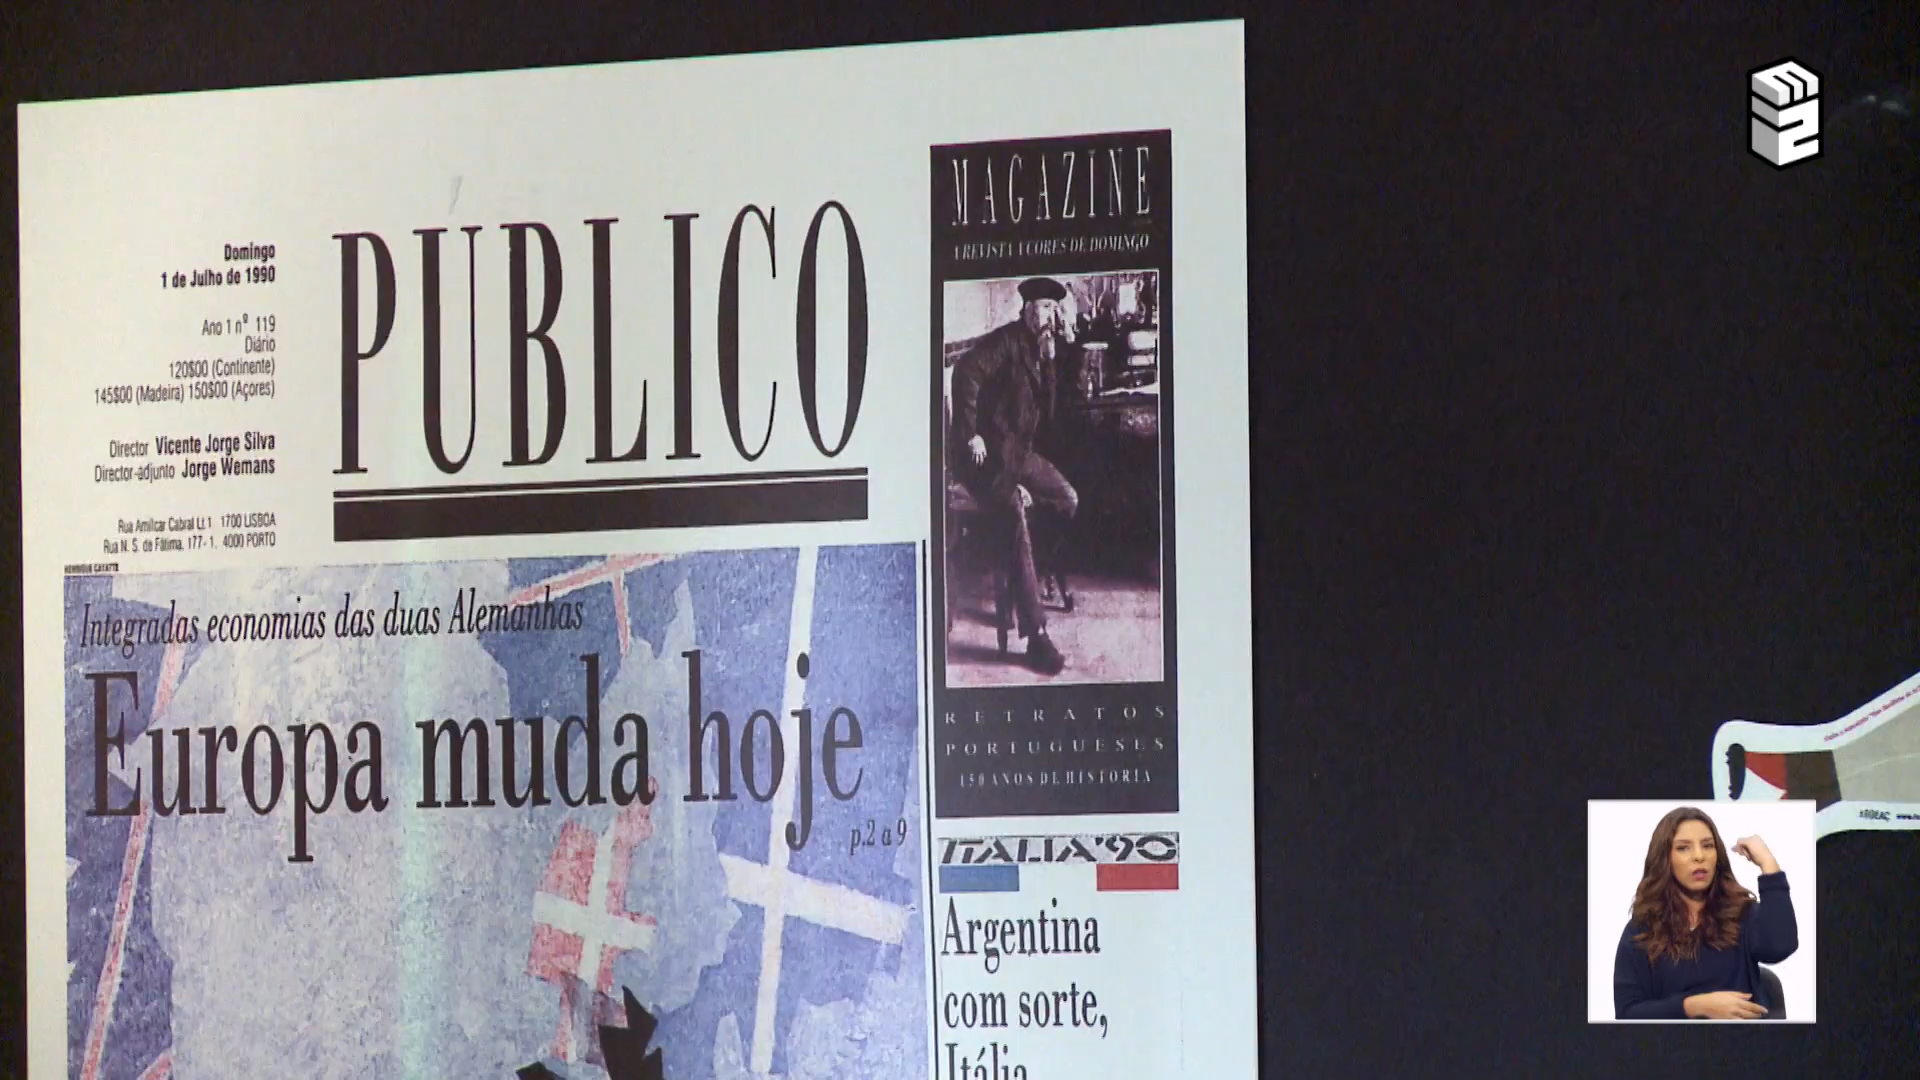 Domingo
1 de Julho de 1990
Ano 1 nº 119
Diário
120$00 (Continente)
145$00 (Madeira) 150$00 (Açores)
Director Vicente Jorge Silva
Director-adjunto Jorge Wemans
Rua Amílcar Cabral Lt.1 1700 LISBOA
Rua N. S. de Fátima, 177-1. 4000 PORTO
PÚBLICO
HENRIQUE CAYATTE
Integradas economias das duas Alemanhas
Europa muda hoje
p.2 a 9
MAGAZINE
A REVISTA A CORES DE DOMINGO
RETRATOS
PORTUGUESES
150 ANOS DE HISTÓRIA
ITALIA'90
Argentina
com sorte,
Itália